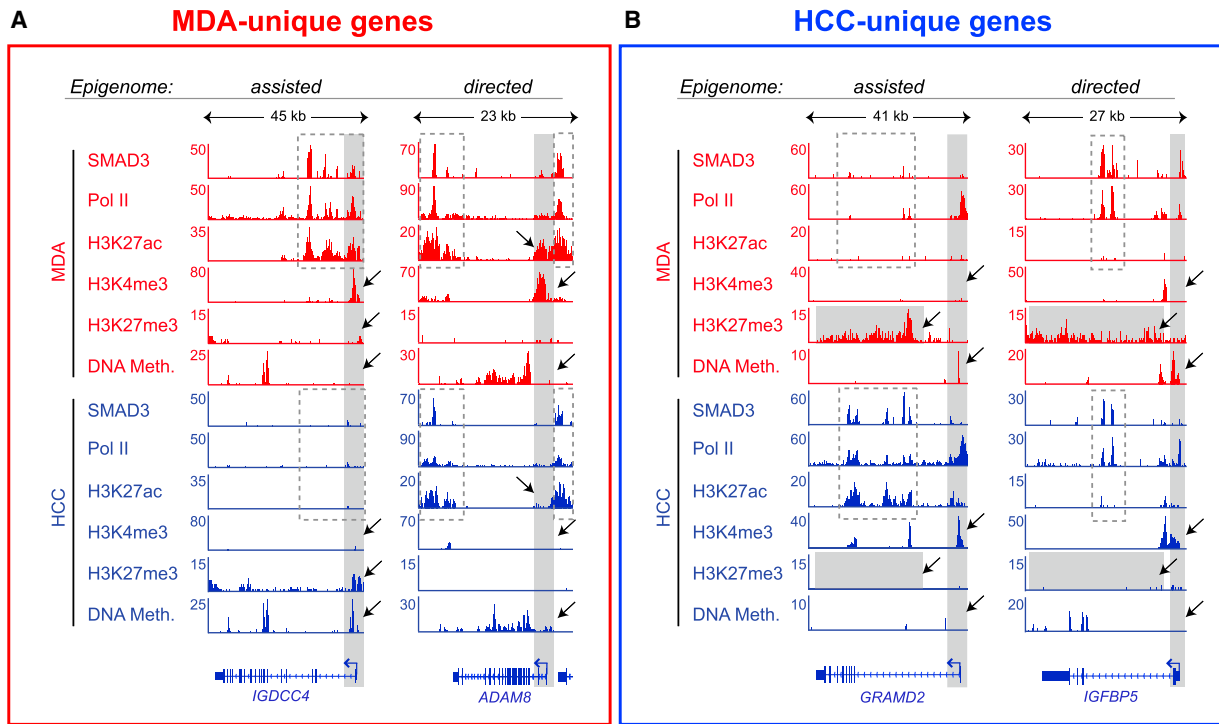 A MDA-unique genes
Epigenome: assisted directed
45 kb 23 kb
MDA
SMAD3 50 70
Pol II 50 90
H3K27ac 35 20
H3K4me3 80 70
H3K27me3 15 15
DNA Meth. 25 30
HCC
SMAD3 50 70
Pol II 50 90
H3K27ac 35 20
H3K4me3 80 70
H3K27me3 15 15
DNA Meth. 25 30
IGDCC4 ADAM8
B HCC-unique genes
Epigenome: assisted directed
41 kb 27 kb
MDA
SMAD3 60 30
Pol II 60 30
H3K27ac 20 15
H3K4me3 40 50
H3K27me3 15 15
DNA Meth. 10 20
HCC
SMAD3 60 30
Pol II 60 30
H3K27ac 20 15
H3K4me3 40 50
H3K27me3 15 15
DNA Meth. 10 20
GRAMD2 IGFBP5